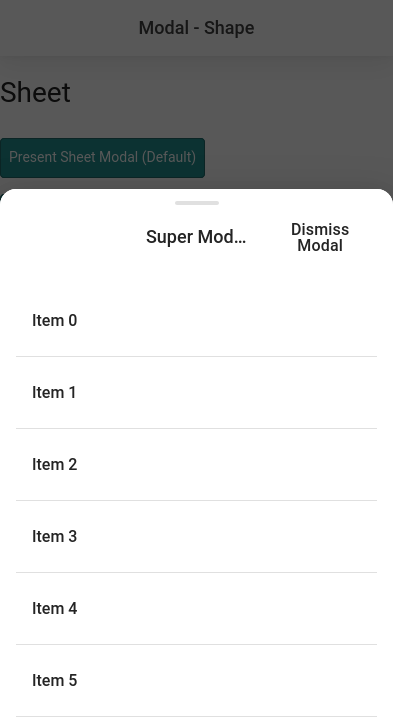 Modal - Shape
Sheet
Present Sheet Modal (Default)
Super Mod...
Dismiss
Modal
Item 0
Item 1
Item 2
Item 3
Item 4
Item 5